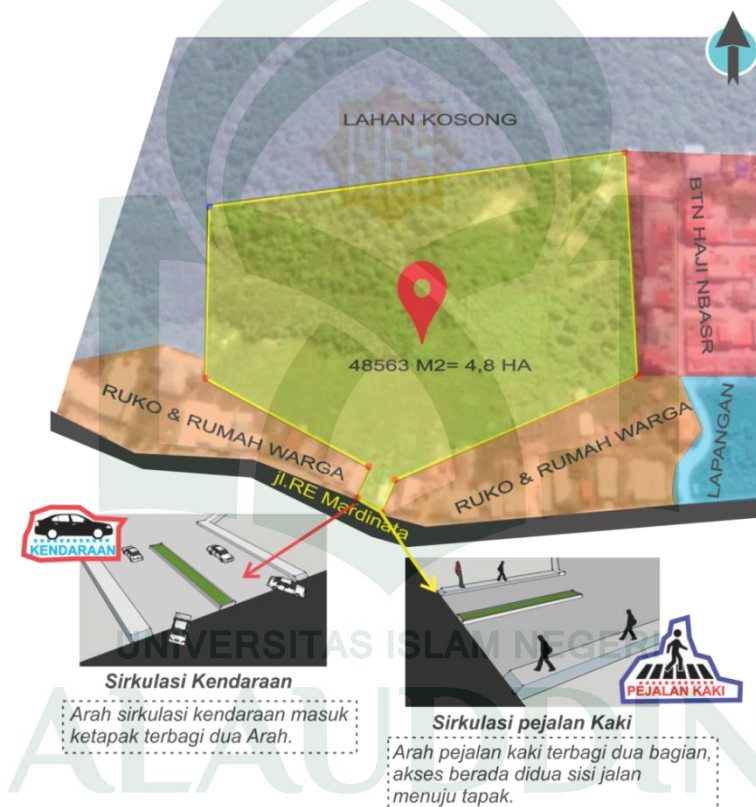 LAHAN KOSONG
BTN HAJI NBASR
48563 M2= 4,8 HA
RUKO & RUMAH WARGA
RUKO & RUMAH WARGA
LAPANGAN
jl.RE Mardinata
KENDARAAN
UNIVERSITAS ISLAM NEGERI
PEJALAN KAKI
Sirkulasi Kendaraan
Arah sirkulasi kendaraan masuk
ketapak terbagi dua Arah.
Sirkulasi pejalan Kaki
Arah pejalan kaki terbagi dua bagian,
akses berada didua sisi jalan
menuju tapak.
ALAUDDIN